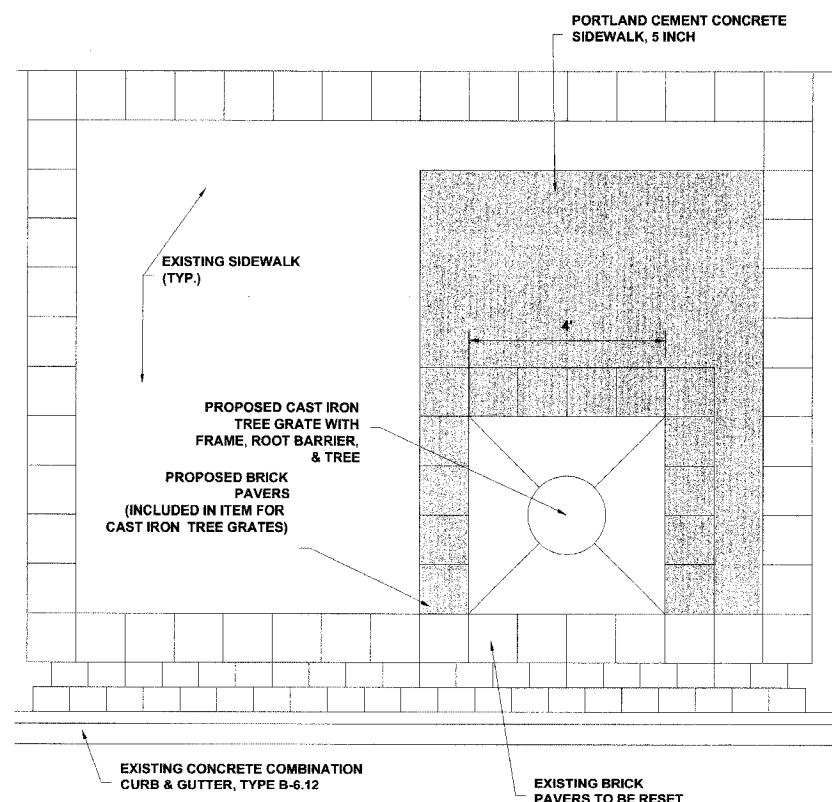 PORTLAND CEMENT CONCRETE
SIDEWALK, 5 INCH
EXISTING SIDEWALK
(TYP.)
4'
PROPOSED CAST IRON
TREE GRATE WITH
FRAME, ROOT BARRIER,
& TREE
PROPOSED BRICK
PAVERS
(INCLUDED IN ITEM FOR
CAST IRON TREE GRATES)
EXISTING CONCRETE COMBINATION
CURB & GUTTER, TYPE B-6.12
EXISTING BRICK
PAVERS TO BE RESET